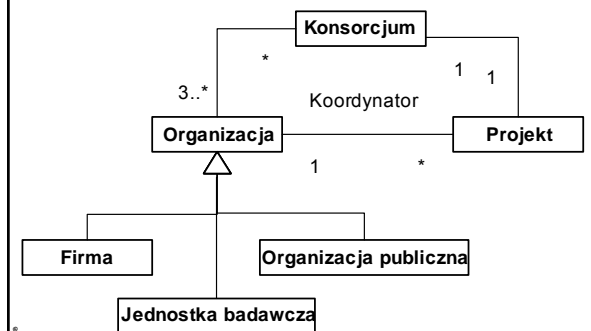 Konsorcjum
*
1
1
3..*
Koordynator
Organizacja
Projekt
1
*
Firma
Organizacja publiczna
Jednostka badawcza